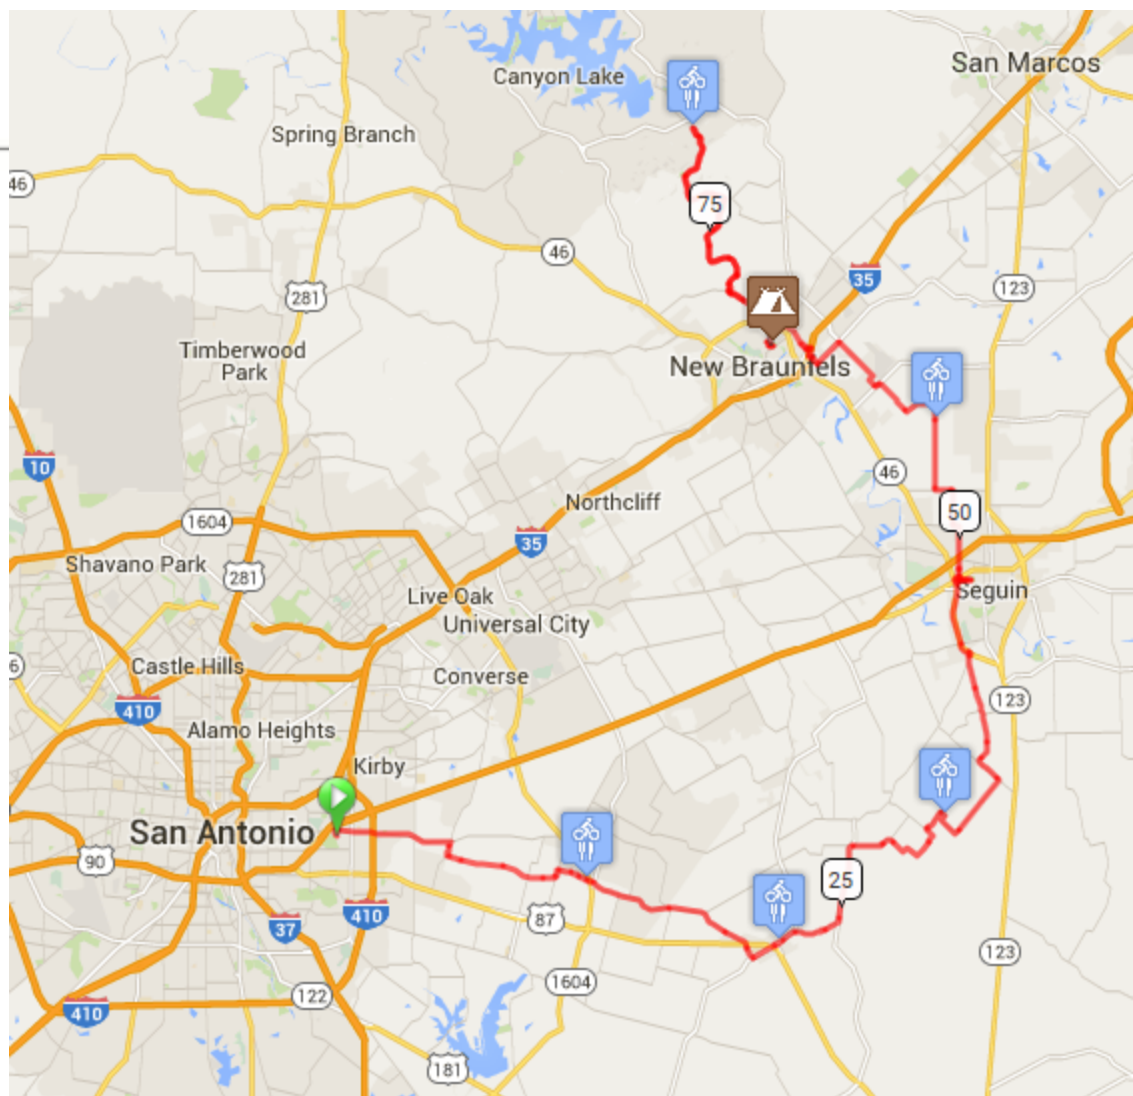 San Marcos
Canyon Lake
Spring Branch
46
75
46
35
281
123
Timberwood
Park
New Braunfels
10
46
1604
Northcliff
50
35
Shavano Park
281
Live Oak
Seguin
Universal City
6
Castle Hills
Converse
410
123
Alamo Heights
Kirby
San Antonio
90
25
87
410
37
123
1604
122
410
181